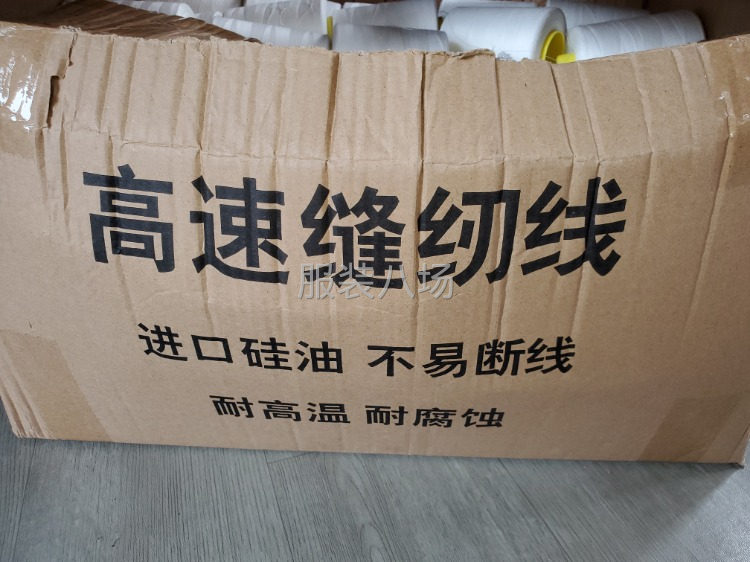 高速缝纫线
服装八场
进口硅油 不易断线
耐高温 耐腐蚀